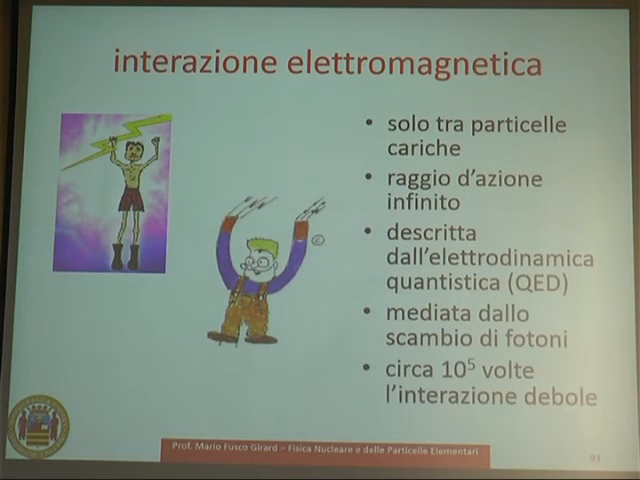 interazione elettromagnetica
• solo tra particelle
cariche
• raggio d'azione
infinito
• descritta
dall'elettrodinamica
quantistica (QED)
• mediata dallo
scambio di fotoni
• circa 10⁵ volte
l'interazione debole
©
Prof. Mario Fusco Girard – Fisica Nucleare e delle Particelle Elementari
93